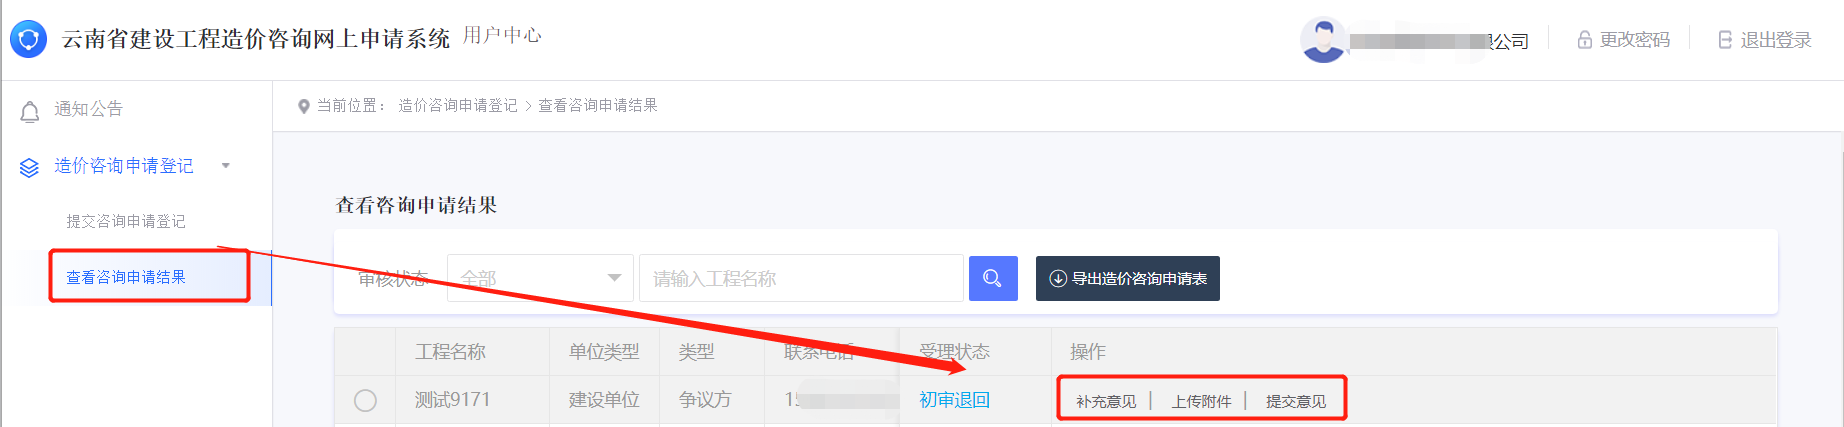 云南省建设工程造价咨询网上申请系统 用户中心
公司 更改密码 退出登录
通知公告
当前位置： 造价咨询申请登记 > 查看咨询申请结果
造价咨询申请登记
提交咨询申请登记
查看咨询申请结果
查看咨询申请结果
审核状态 全部 请输入工程名称 导出造价咨询申请表
工程名称 单位类型 类型 联系电话 受理状态 操作
测试9171 建设单位 争议方 15 初审退回 补充意见 | 上传附件 | 提交意见